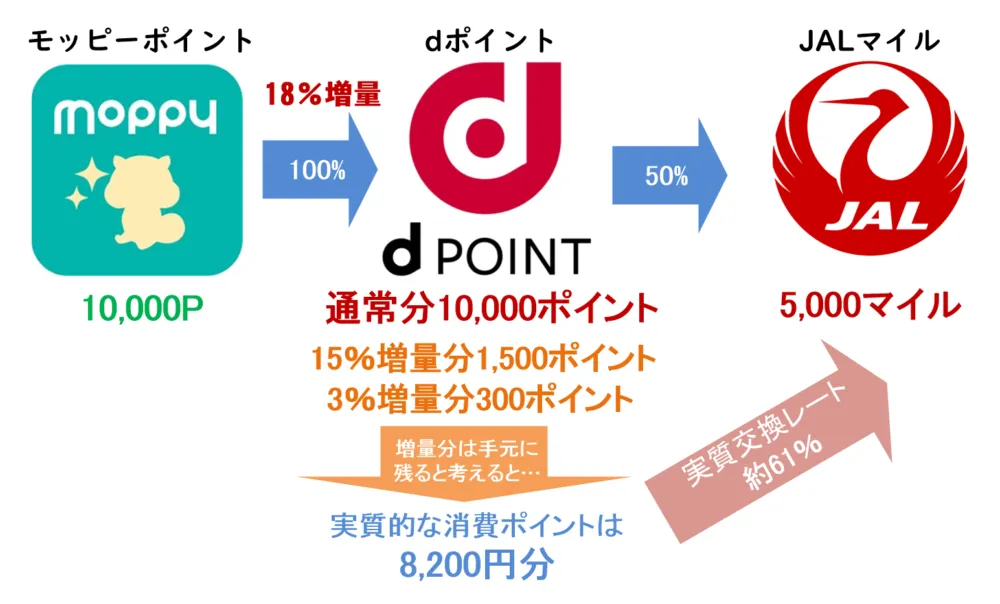 モッピーポイント
dポイント
JALマイル
moppy
18%増量
100%
50%
JAL
d POINT
10,000P
通常分10,000ポイント
5,000マイル
15%増量分1,500ポイント
3%増量分300ポイント
増量分は手元に
残ると考えると…
実質交換レート
約61%
実質的な消費ポイントは
8,200円分